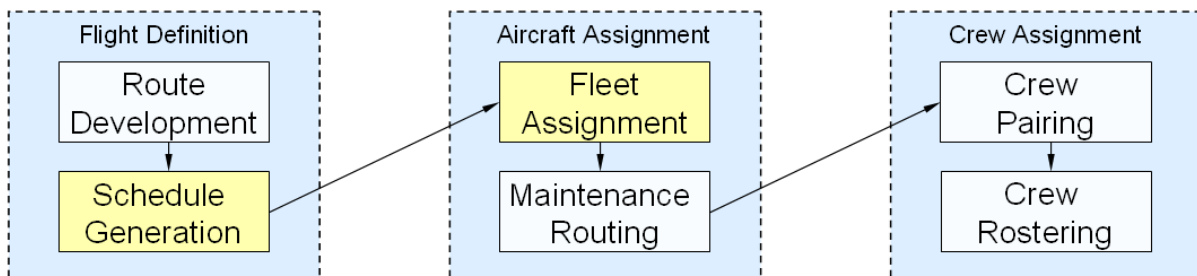 Flight Definition
Route
Development
Schedule
Generation
Aircraft Assignment
Fleet
Assignment
Maintenance
Routing
Crew Assignment
Crew
Pairing
Crew
Rostering